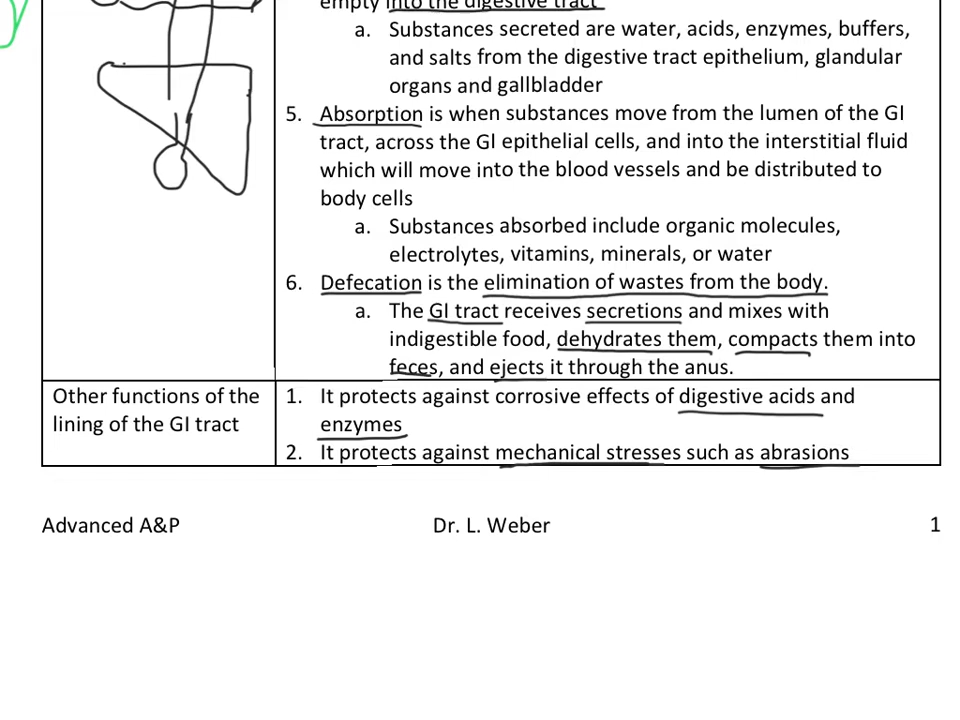 empty into the digestive tract
a. Substances secreted are water, acids, enzymes, buffers,
and salts from the digestive tract epithelium, glandular
organs and gallbladder
5. Absorption is when substances move from the lumen of the GI
tract, across the GI epithelial cells, and into the interstitial fluid
which will move into the blood vessels and be distributed to
body cells
a. Substances absorbed include organic molecules,
electrolytes, vitamins, minerals, or water
6. Defecation is the elimination of wastes from the body.
a. The GI tract receives secretions and mixes with
indigestible food, dehydrates them, compacts them into
feces, and ejects it through the anus.
Other functions of the
lining of the GI tract
1. It protects against corrosive effects of digestive acids and
enzymes
2. It protects against mechanical stresses such as abrasions
Advanced A&P Dr. L. Weber 1